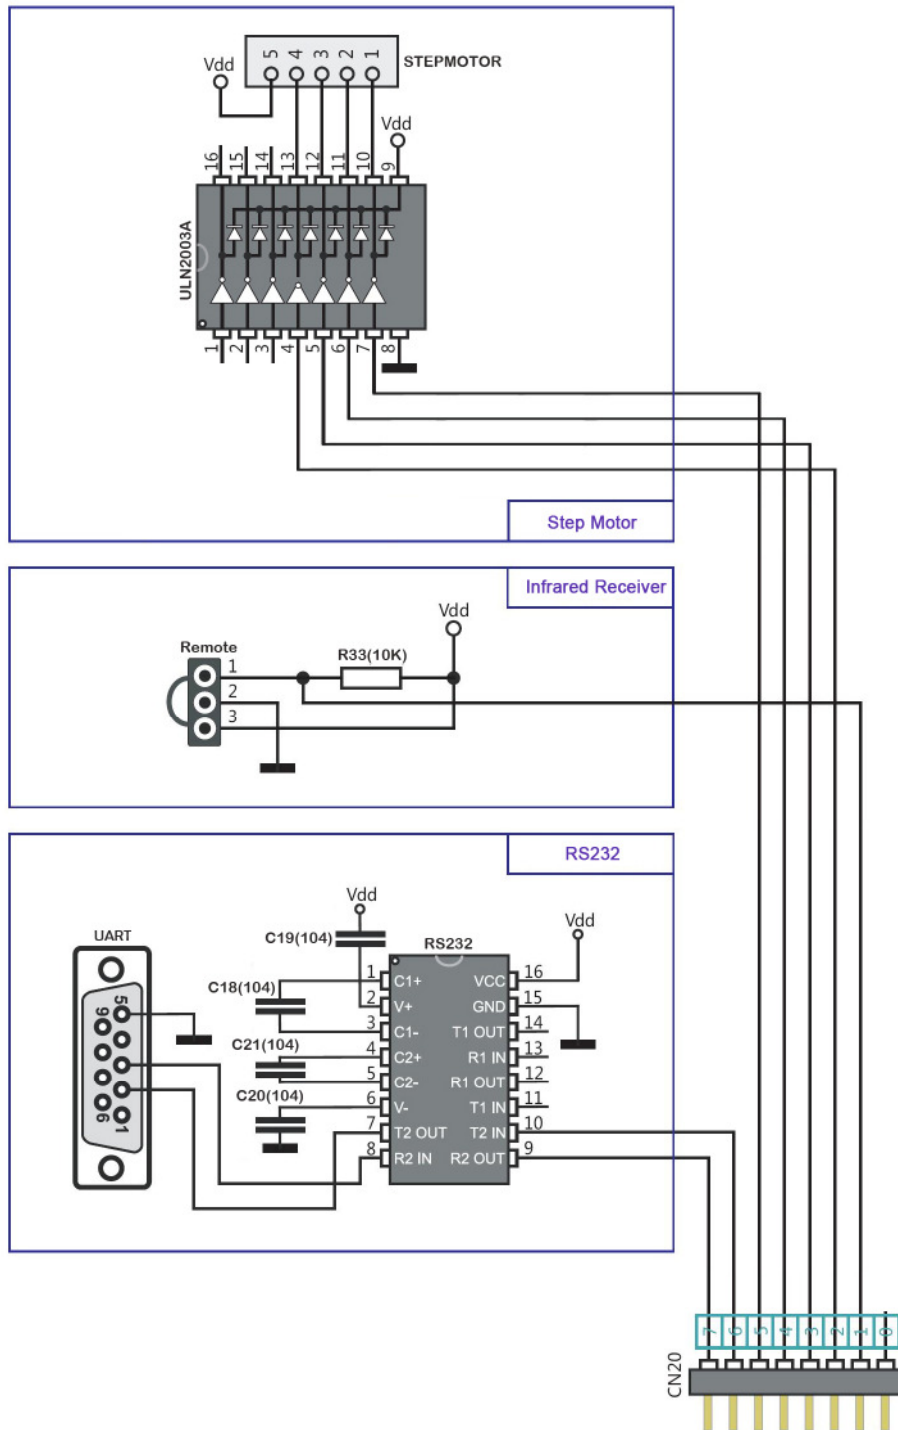 5 4 3 2 1
STEPMOTOR
Vdd
Vdd
16 15 14 13 12 11 10 9
ULN2003A
1 2 3 4 5 6 7 8
Step Motor
Infrared Receiver
Vdd
Remote
R33(10K)
1
2
3
RS232
Vdd
Vdd
UART
C19(104)
RS232
1 C1+ VCC 16
C18(104)
2 V+ GND 15
3 C1- T1 OUT 14
C21(104)
4 C2+ R1 IN 13
5 C2- R1 OUT 12
C20(104)
6 V- T1 IN 11
7 T2 OUT T2 IN 10
8 R2 IN R2 OUT 9
5
9
6
1
7 6 5 4 3 2 1 0
CN20